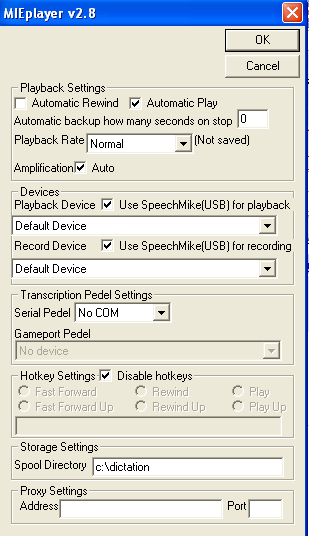 MIEplayer v2.8
OK
Cancel
Playback Settings
Automatic Rewind Automatic Play
Automatic backup how many seconds on stop 0
Playback Rate Normal (Not saved)
Amplification Auto
Devices
Playback Device Use SpeechMike(USB) for playback
Default Device
Record Device Use SpeechMike(USB) for recording
Default Device
Transcription Pedel Settings
Serial Pedel No COM
Gameport Pedel
No device
Hotkey Settings Disable hotkeys
Fast Forward Rewind Play
Fast Forward Up Rewind Up Play Up
Storage Settings
Spool Directory c:\dictation
Proxy Settings
Address Port